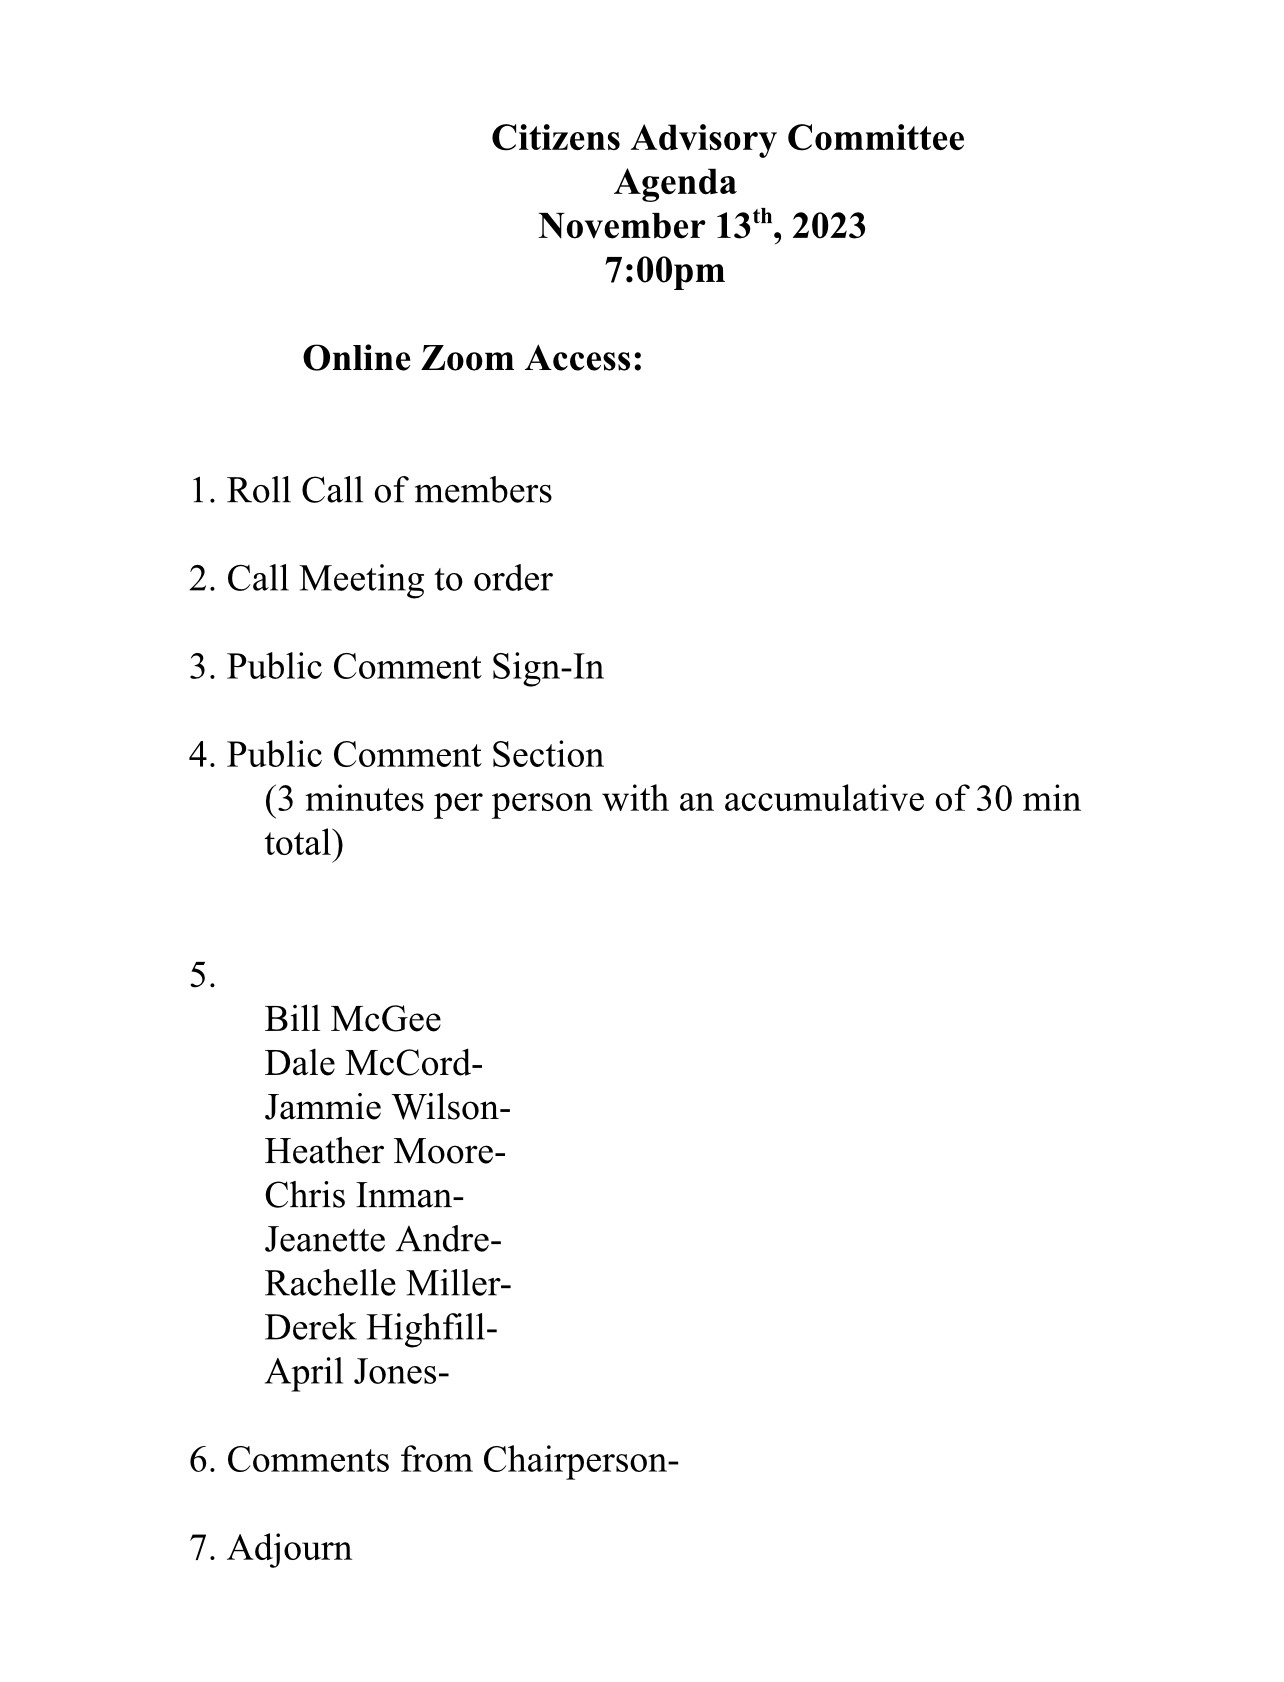 Citizens Advisory Committee
Agenda
November 13th, 2023
7:00pm
Online Zoom Access:
1. Roll Call of members
2. Call Meeting to order
3. Public Comment Sign-In
4. Public Comment Section
(3 minutes per person with an accumulative of 30 min
total)
5.
Bill McGee
Dale McCord-
Jammie Wilson-
Heather Moore-
Chris Inman-
Jeanette Andre-
Rachelle Miller-
Derek Highfill-
April Jones-
6. Comments from Chairperson-
7. Adjourn